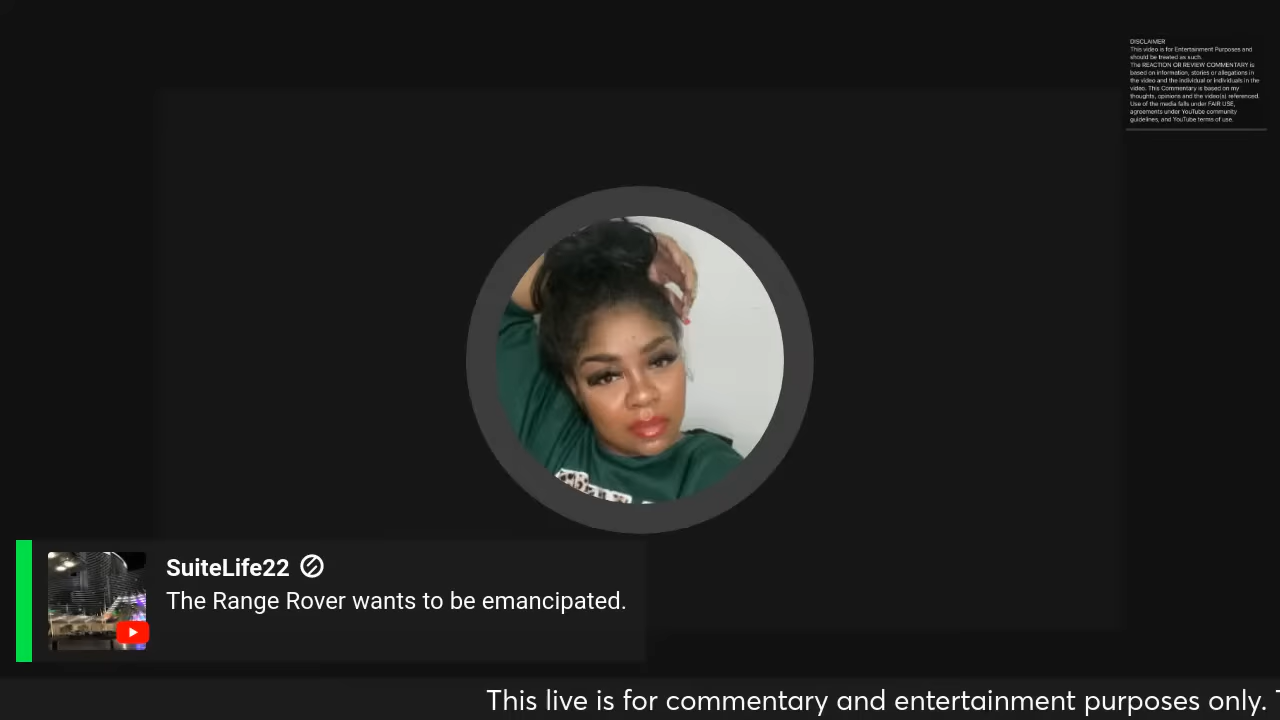 DISCLAIMER
This video is for Entertainment Purposes and
should be treated as such.
The REACTION OR REVIEW COMMENTARY is
based on information, stories or allegations in
the video and the individual or individuals in the
video. This Commentary is based on my
thoughts, opinions and the video(s) referenced.
Use of the media falls under FAIR USE,
agreements under YouTube community
guidelines, and YouTube terms of use.
SuiteLife22
The Range Rover wants to be emancipated.
This live is for commentary and entertainment purposes only.